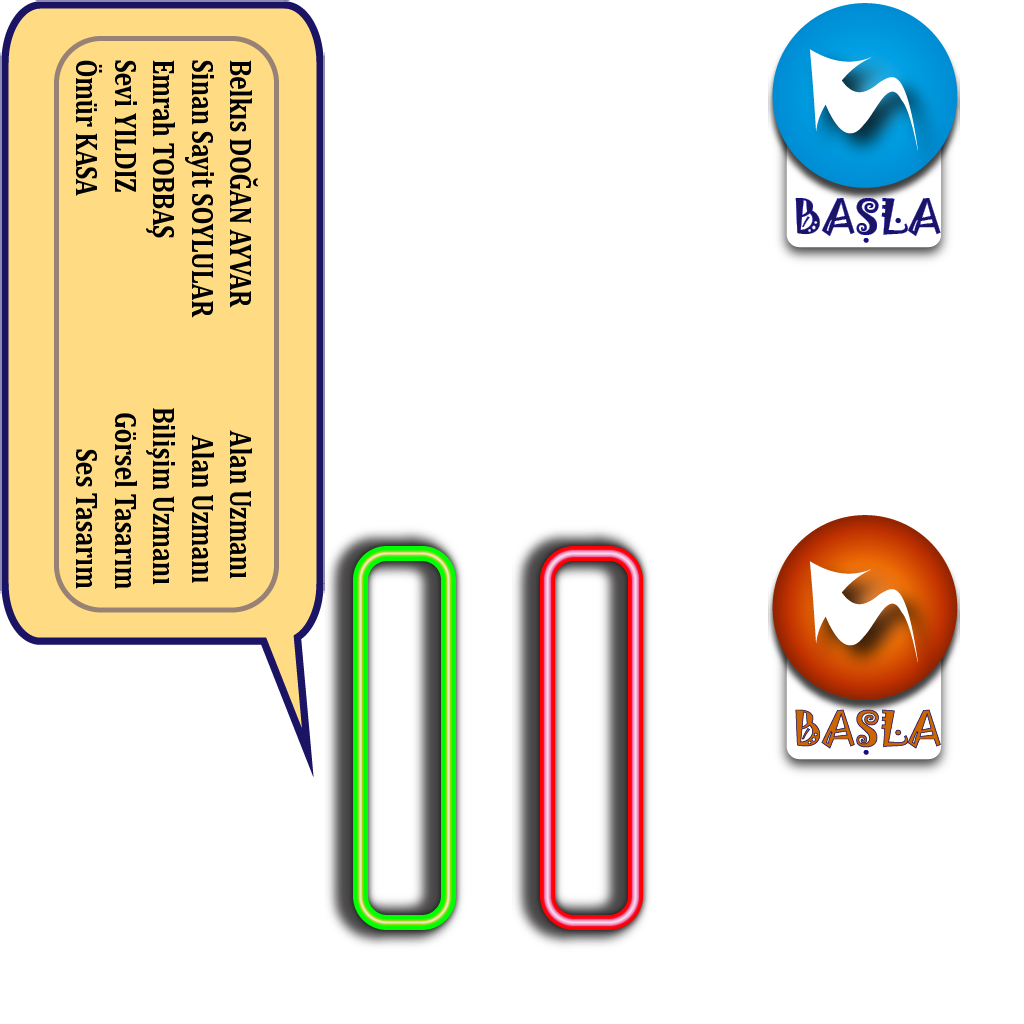 Belkıs DOĞAN AYVAR Alan Uzmanı
Sinan Sayit SOYLULAR Alan Uzmanı
Emrah TOBBAŞ Bilişim Uzmanı
Sevi YILDIZ Görsel Tasarım
Ömür KASA Ses Tasarım
BAŞLA
BAŞLA